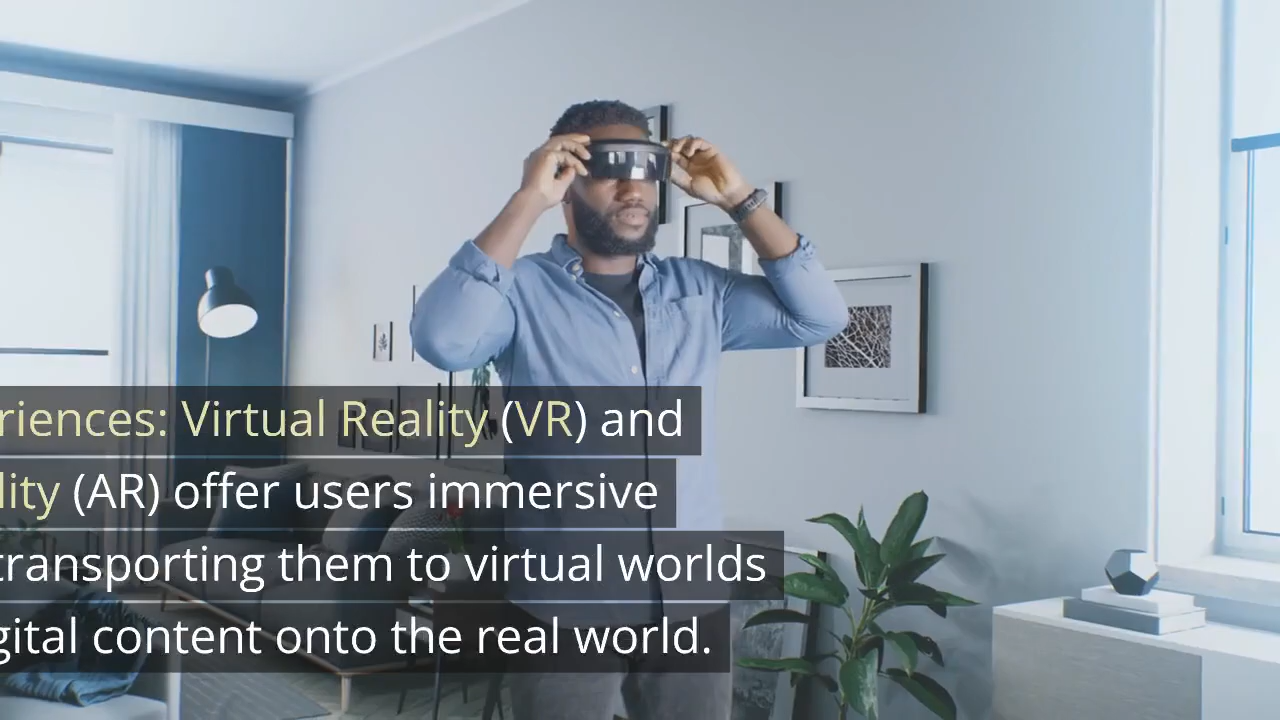 riences: Virtual Reality (VR) and
lity (AR) offer users immersive
transporting them to virtual worlds
gital content onto the real world.